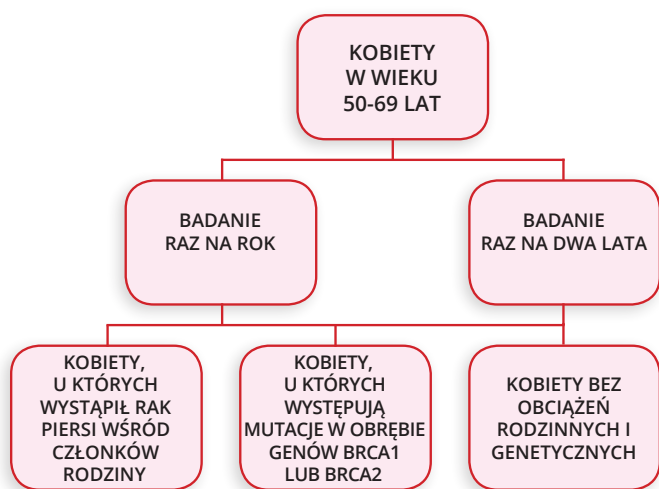 KOBIETY
W WIEKU
50-69 LAT
BADANIE
RAZ NA ROK
BADANIE
RAZ NA DWA LATA
KOBIETY,
U KTÓRYCH
WYSTĄPIŁ RAK
PIERSI WŚRÓD
CZŁONKÓW
RODZINY
KOBIETY,
U KTÓRYCH
WYSTĘPUJĄ
MUTACJE W OBRĘBIE
GENÓW BRCA1
LUB BRCA2
KOBIETY BEZ
OBCIĄŻEŃ
RODZINNYCH I
GENETYCZNYCH